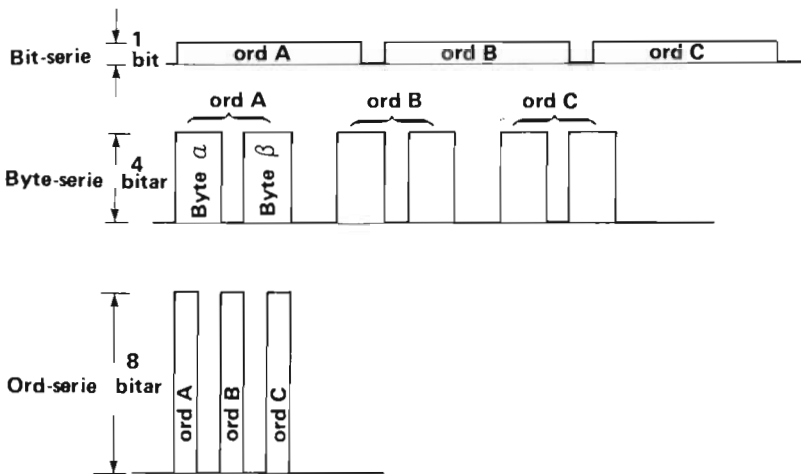 Bit-serie
1
bit
ord A
ord B
ord C
ord A
ord B
ord C
Byte-serie
4
bitar
Byte α
Byte β
Ord-serie
8
bitar
ord A
ord B
ord C